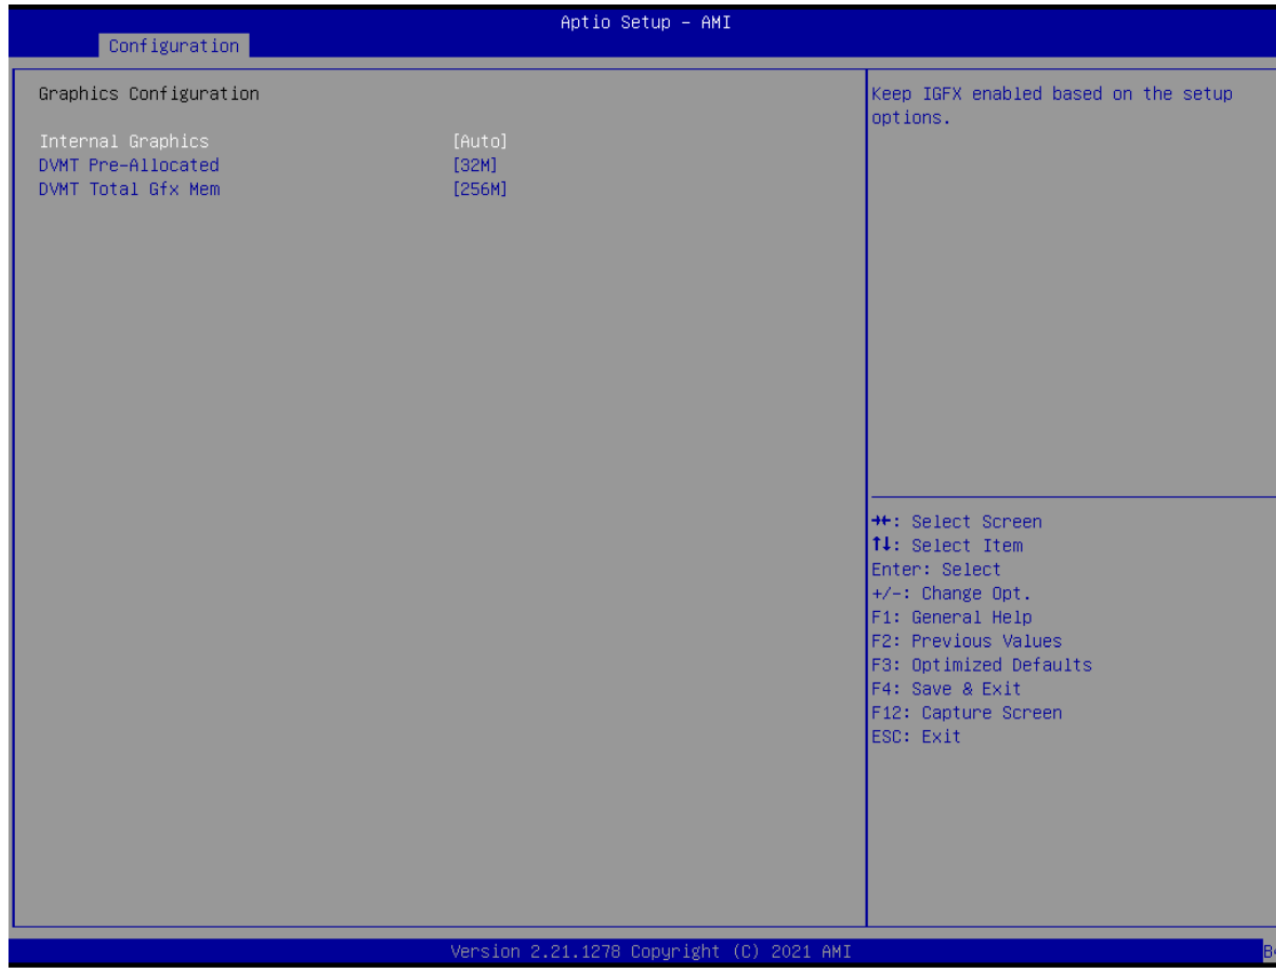 Aptio Setup – AMI
Configuration
Graphics Configuration
Internal Graphics [Auto]
DVMT Pre-Allocated [32M]
DVMT Total Gfx Mem [256M]
Keep IGFX enabled based on the setup
options.
→←: Select Screen
↑↓: Select Item
Enter: Select
+/-: Change Opt.
F1: General Help
F2: Previous Values
F3: Optimized Defaults
F4: Save & Exit
F12: Capture Screen
ESC: Exit
Version 2.21.1278 Copyright (C) 2021 AMI